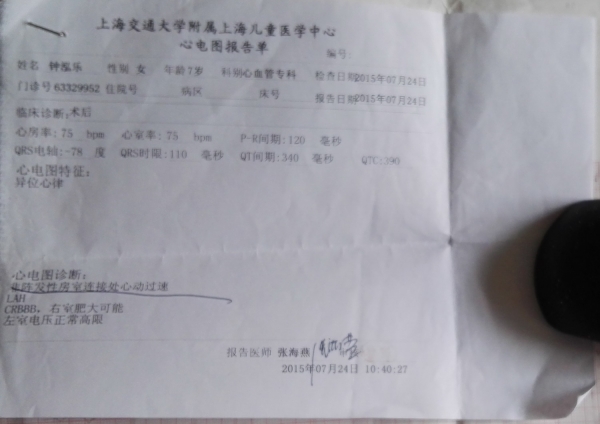 上海交通大学附属上海儿童医学中心
心电图报告单
编号:
姓名 钟泓乐 性别 女 年龄7岁 科别心血管专科 检查日期2015年07月24日
门诊号 63329952 住院号 病区 床号 报告日期2015年07月24日
临床诊断:术后
心房率: 75 bpm 心室率: 75 bpm P-R间期: 120 毫秒
QRS电轴: -78 度 QRS时限: 110 毫秒 QT间期: 340 毫秒 QTC: 390
心电图特征:
异位心律
心电图诊断:
非阵发性房室连接处心动过速
LAH
CRBBB, 右室肥大可能
左室电压正常高限
报告医师 张海燕
2015年07月24日 10:40:27